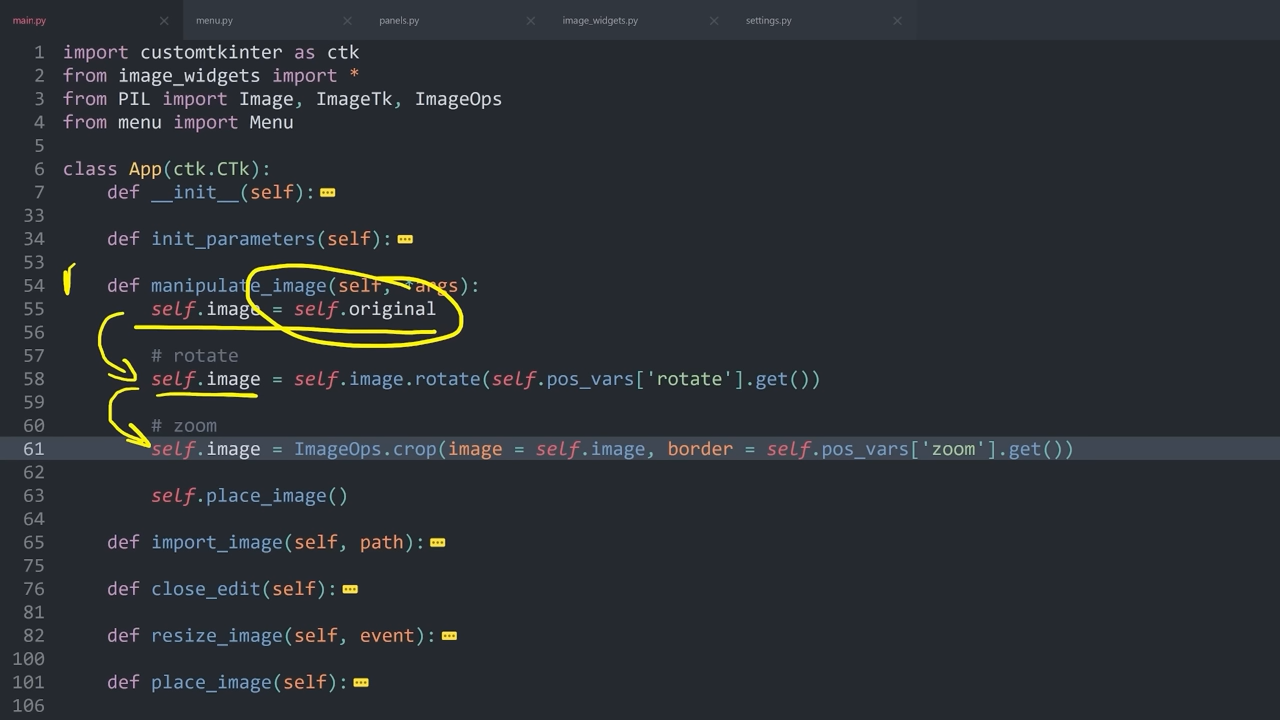 main.py menu.py panels.py image_widgets.py settings.py
1 import customtkinter as ctk
2 from image_widgets import *
3 from PIL import Image, ImageTk, ImageOps
4 from menu import Menu
5
6 class App(ctk.CTk):
7 def __init__(self):
33
34 def init_parameters(self):
53
54 def manipulate_image(self, *args):
55 self.image = self.original
56
57 # rotate
58 self.image = self.image.rotate(self.pos_vars['rotate'].get())
59
60 # zoom
61 self.image = ImageOps.crop(image = self.image, border = self.pos_vars['zoom'].get())
62
63 self.place_image()
64
65 def import_image(self, path):
75
76 def close_edit(self):
81
82 def resize_image(self, event):
100
101 def place_image(self):
106